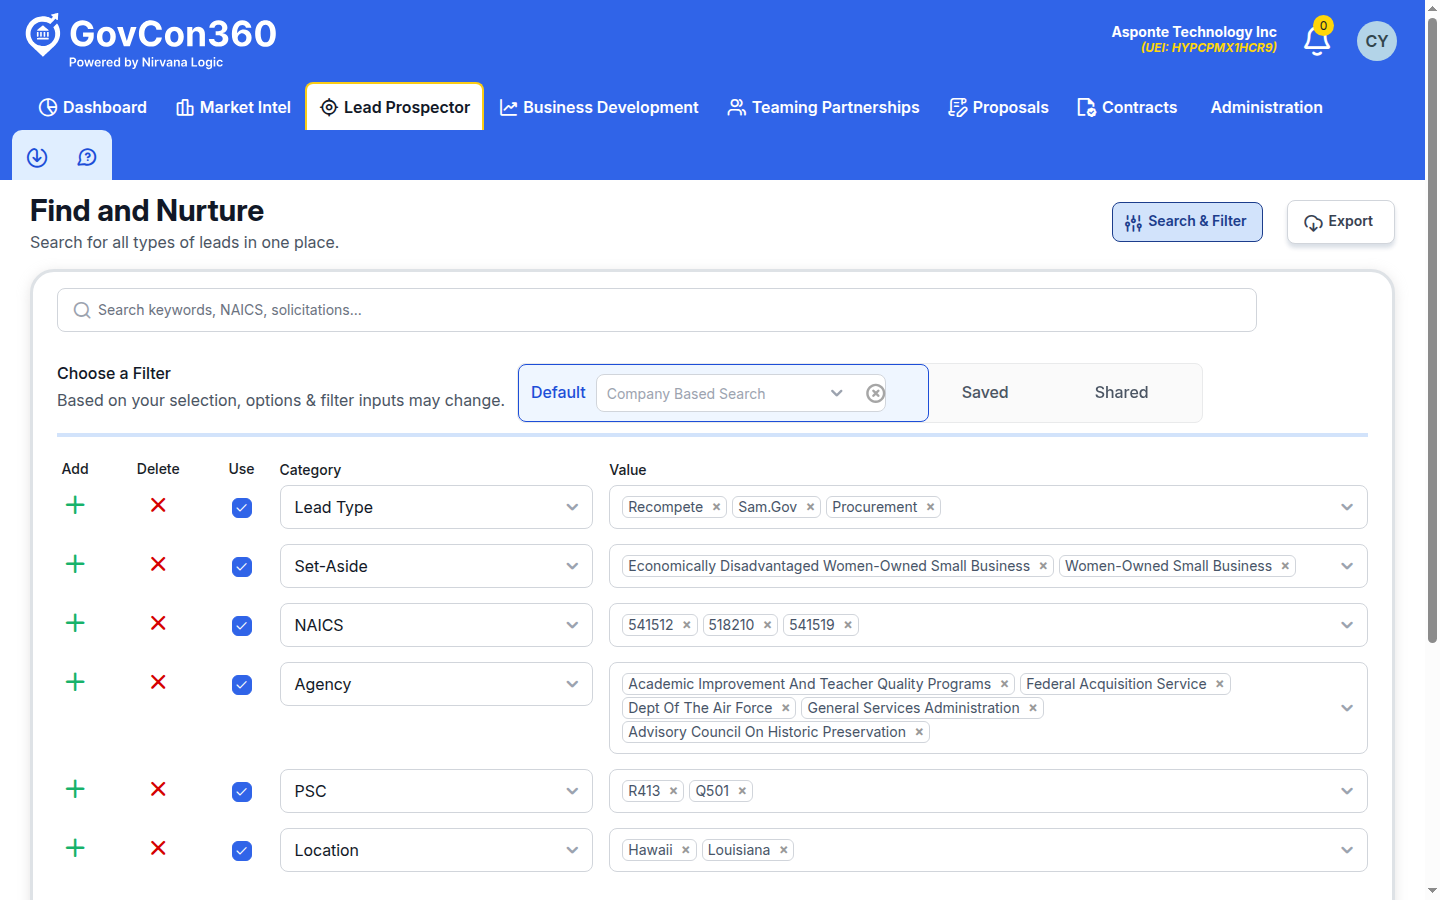 GovCon360
Powered by Nirvana Logic
Asponte Technology Inc
(UEI: HYPCPMX1HCR9)
0
CY
Dashboard Market Intel Lead Prospector Business Development Teaming Partnerships Proposals Contracts Administration
Find and Nurture
Search for all types of leads in one place.
Search & Filter
Export
Search keywords, NAICS, solicitations...
Choose a Filter
Based on your selection, options & filter inputs may change.
Default Company Based Search Saved Shared
Add Delete Use Category Value
Lead Type Recompete × Sam.Gov × Procurement ×
Set-Aside Economically Disadvantaged Women-Owned Small Business × Women-Owned Small Business ×
NAICS 541512 × 518210 × 541519 ×
Agency Academic Improvement And Teacher Quality Programs × Federal Acquisition Service ×
Dept Of The Air Force × General Services Administration ×
Advisory Council On Historic Preservation ×
PSC R413 × Q501 ×
Location Hawaii × Louisiana ×